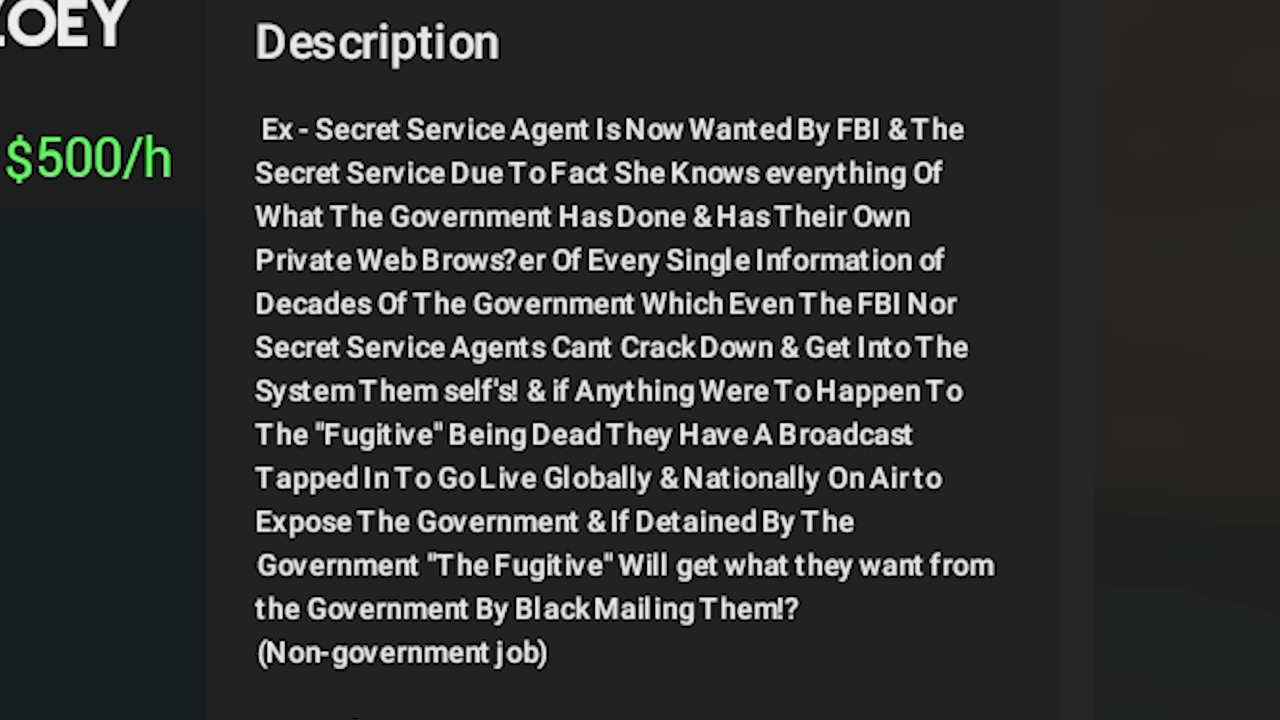 ZOEY
$500/h
Description
Ex - Secret Service Agent Is Now Wanted By FBI & The
Secret Service Due To Fact She Knows everything Of
What The Government Has Done & Has Their Own
Private Web Brows?er Of Every Single Information of
Decades Of The Government Which Even The FBI Nor
Secret Service Agents Cant Crack Down & Get Into The
System Them self's! & if Anything Were To Happen To
The "Fugitive" Being Dead They Have A Broadcast
Tapped In To Go Live Globally & Nationally On Air to
Expose The Government & If Detained By The
Government "The Fugitive" Will get what they want from
the Government By Black Mailing Them!?
(Non-government job)